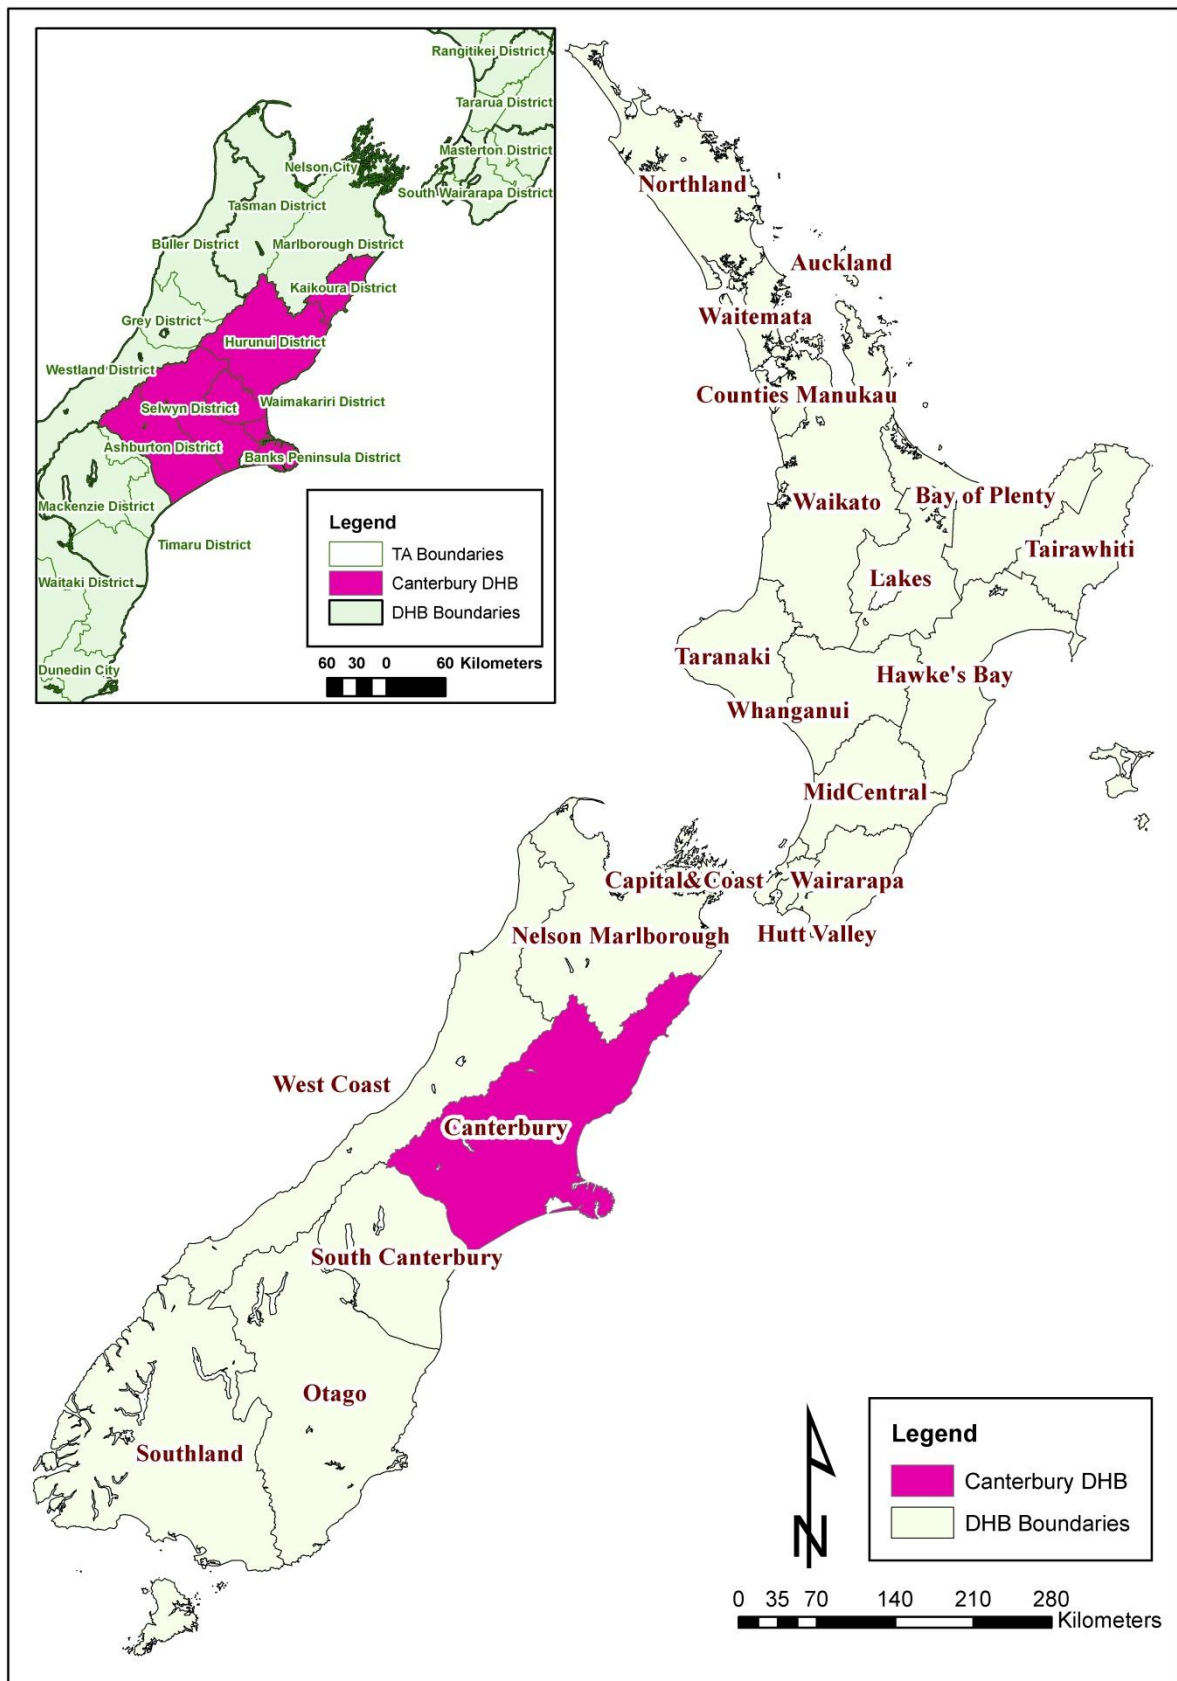 Rangitikei District
Tararua District
Masterton District
Nelson City
South Wairarapa District
Tasman District
Buller District
Marlborough District
Kaikoura District
Grey District
Hurunui District
Westland District
Waimakariri District
Selwyn District
Ashburton District
Banks Peninsula District
Mackenzie District
Timaru District
Waitaki District
Dunedin City
Legend
TA Boundaries
Canterbury DHB
DHB Boundaries
60 30 0 60 Kilometers
Northland
Auckland
Waitemata
Counties Manukau
Waikato
Bay of Plenty
Tairawhiti
Lakes
Taranaki
Hawke's Bay
Whanganui
MidCentral
Capital&Coast
Wairarapa
Nelson Marlborough
Hutt Valley
West Coast
Canterbury
South Canterbury
Otago
Southland
N
Legend
Canterbury DHB
DHB Boundaries
0 35 70 140 210 280
Kilometers